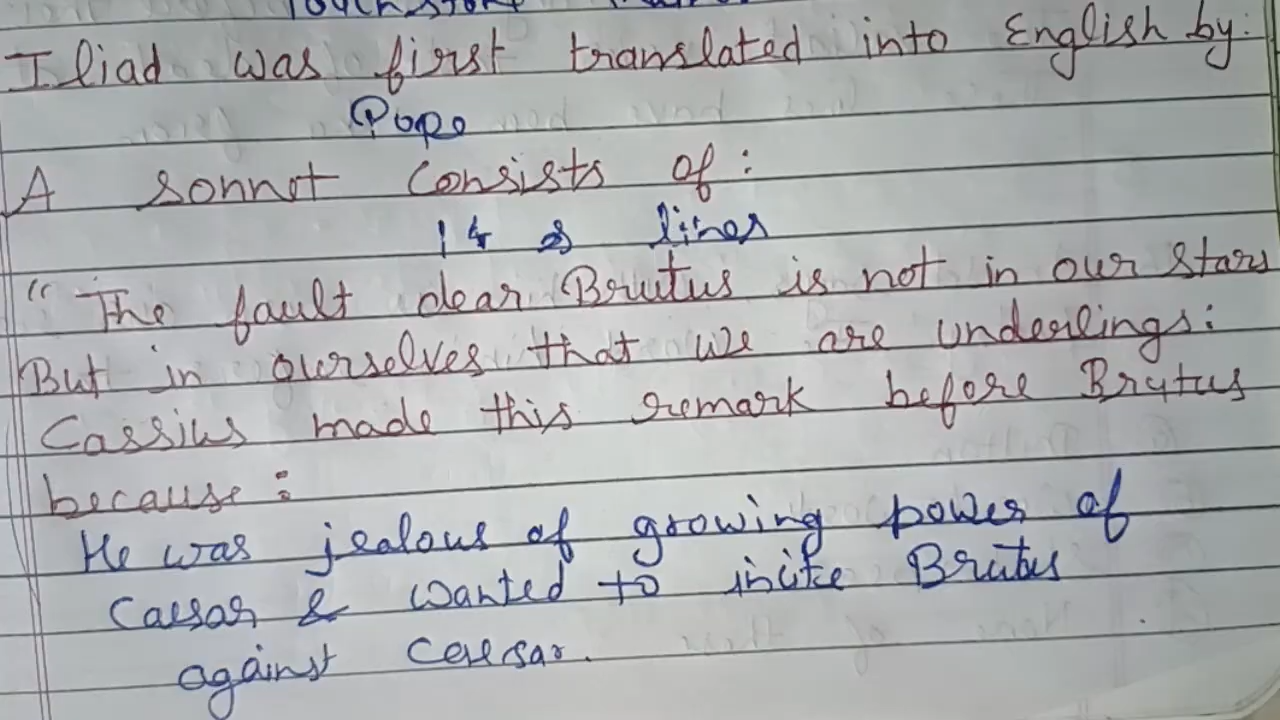 Iliad was first translated into English by:
Pope
A sonnet consists of:
14 lines
"The fault dear Brutus is not in our stars
But in ourselves that we are underlings:
Cassius made this remark before Brutus
because:
He was jealous of growing power of
Caesar & wanted to incite Brutus
against Caesar.